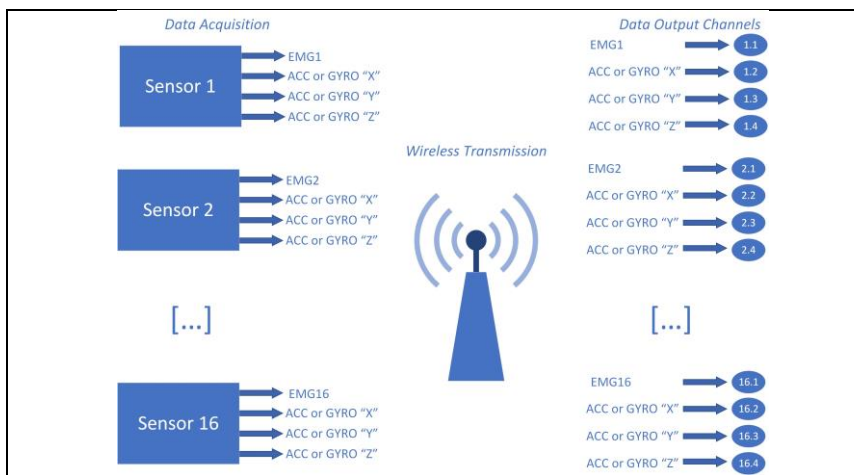 Data Acquisition
Sensor 1
EMG1
ACC or GYRO “X”
ACC or GYRO “Y”
ACC or GYRO “Z”
Sensor 2
EMG2
ACC or GYRO “X”
ACC or GYRO “Y”
ACC or GYRO “Z”
[...]
Sensor 16
EMG16
ACC or GYRO “X”
ACC or GYRO “Y”
ACC or GYRO “Z”
Wireless Transmission
Data Output Channels
EMG1 1.1
ACC or GYRO “X” 1.2
ACC or GYRO “Y” 1.3
ACC or GYRO “Z” 1.4
EMG2 2.1
ACC or GYRO “X” 2.2
ACC or GYRO “Y” 2.3
ACC or GYRO “Z” 2.4
[...]
EMG16 16.1
ACC or GYRO “X” 16.2
ACC or GYRO “Y” 16.3
ACC or GYRO “Z” 16.4